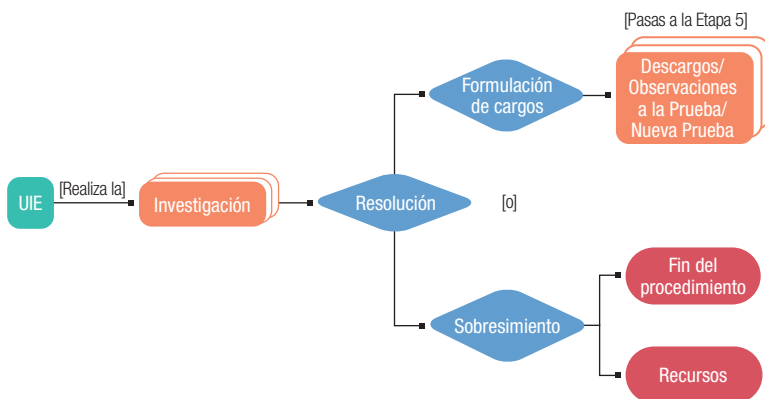 [Pasas a la Etapa 5]
Formulación
de cargos
Descargos/
Observaciones
a la Prueba/
Nueva Prueba
UIE
[Realiza la]
Investigación
Resolución
[o]
Sobresimiento
Fin del
procedimiento
Recursos